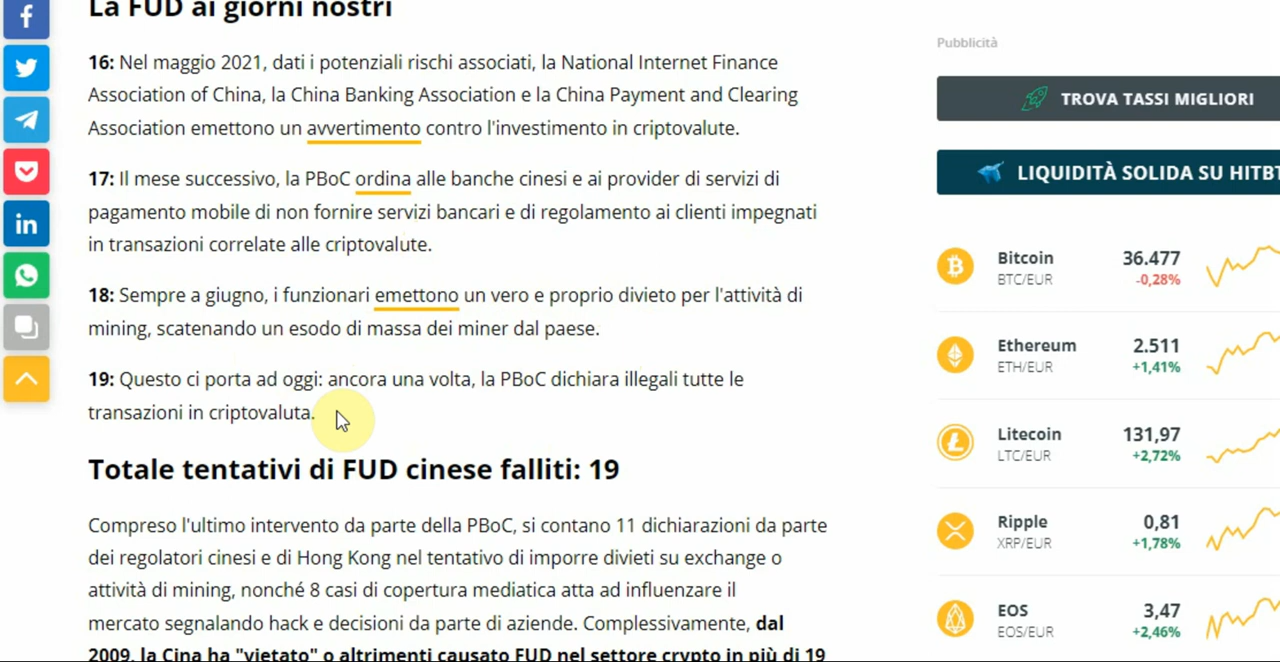 La FUD ai giorni nostri
16: Nel maggio 2021, dati i potenziali rischi associati, la National Internet Finance
Association of China, la China Banking Association e la China Payment and Clearing
Association emettono un avvertimento contro l'investimento in criptovalute.
17: Il mese successivo, la PBoC ordina alle banche cinesi e ai provider di servizi di
pagamento mobile di non fornire servizi bancari e di regolamento ai clienti impegnati
in transazioni correlate alle criptovalute.
18: Sempre a giugno, i funzionari emettono un vero e proprio divieto per l'attività di
mining, scatenando un esodo di massa dei miner dal paese.
19: Questo ci porta ad oggi: ancora una volta, la PBoC dichiara illegali tutte le
transazioni in criptovaluta.
Totale tentativi di FUD cinese falliti: 19
Compreso l'ultimo intervento da parte della PBoC, si contano 11 dichiarazioni da parte
dei regolatori cinesi e di Hong Kong nel tentativo di imporre divieti su exchange o
attività di mining, nonché 8 casi di copertura mediatica atta ad influenzare il
mercato segnalando hack e decisioni da parte di aziende. Complessivamente, dal
2009, la Cina ha "vietato" o altrimenti causato FUD nel settore crypto in più di 19
Pubblicità
TROVA TASSI MIGLIORI
LIQUIDITÀ SOLIDA SU HITBT
Bitcoin 36.477
BTC/EUR -0,28%
Ethereum 2.511
ETH/EUR +1,41%
Litecoin 131,97
LTC/EUR +2,72%
Ripple 0,81
XRP/EUR +1,78%
EOS 3,47
EOS/EUR +2,46%